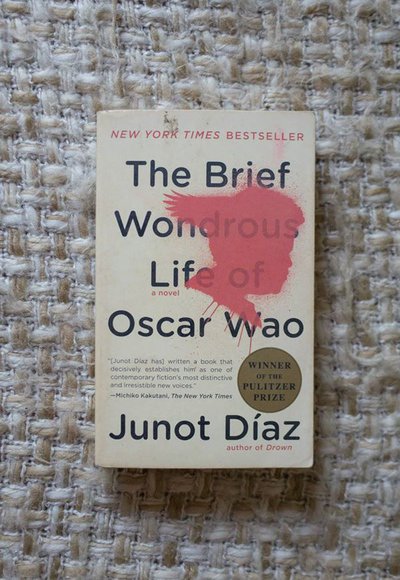 NEW YORK TIMES BESTSELLER
The Brief
Wondrous
Life of
a novel
Oscar Wao
"[Junot Díaz has] written a book that
decisively establishes him as one of
contemporary fiction's most distinctive
and irresistible new voices."
—Michiko Kakutani, The New York Times
WINNER
OF THE
PULITZER
PRIZE
Junot Díaz
author of Drown